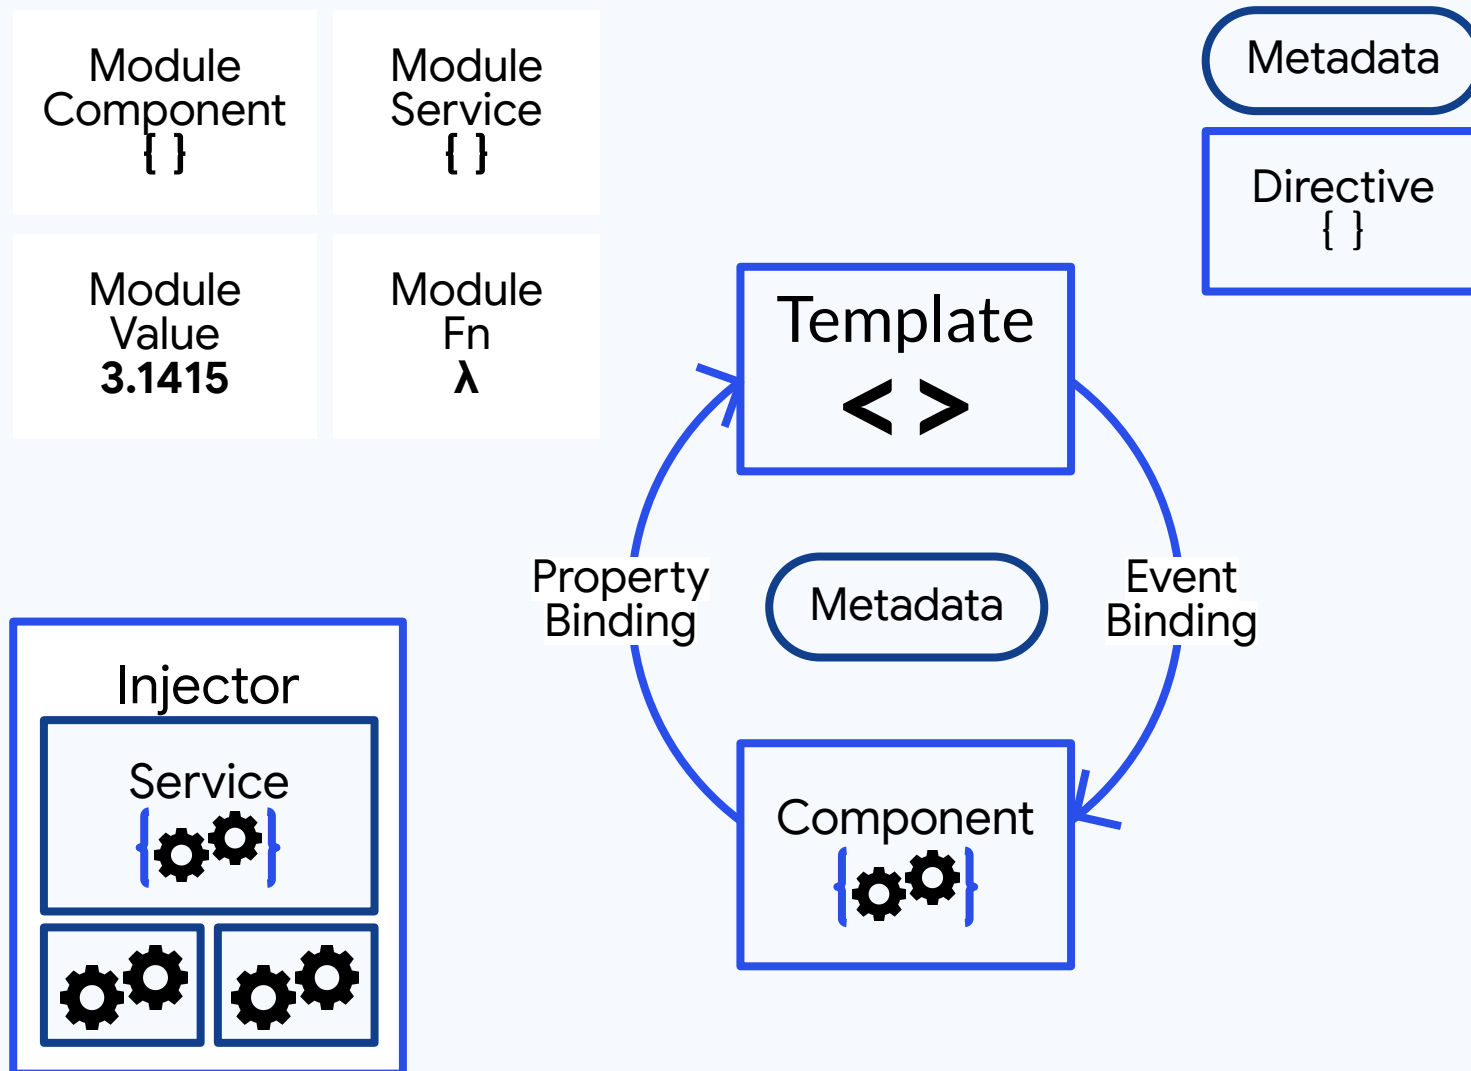 Module
Component
{ }
Module
Service
{ }
Module
Value
3.1415
Module
Fn
λ
Metadata
Directive
{ }
Template
< >
Property
Binding
Metadata
Event
Binding
Injector
Service
{ }
Component
{ }